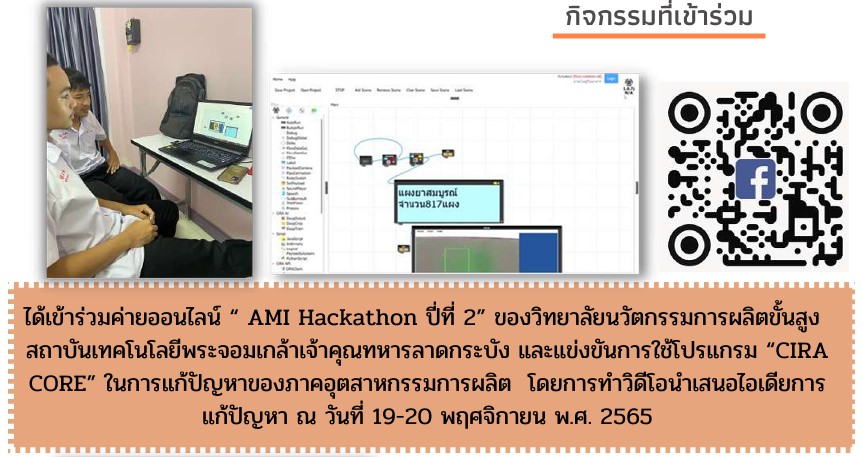 กิจกรรมที่เข้าร่วม
แผงยาสมบูรณ์
จำนวน817แผง
ได้เข้าร่วมค่ายออนไลน์ “ AMI Hackathon ปีที่ 2” ของวิทยาลัยนวัตกรรมการผลิตขั้นสูง
สถาบันเทคโนโลยีพระจอมเกล้าเจ้าคุณทหารลาดกระบัง และแข่งขันการใช้โปรแกรม “CIRA
CORE” ในการแก้ปัญหาของภาคอุตสาหกรรมการผลิต โดยการทำวิดีโอนำเสนอไอเดียการ
แก้ปัญหา ณ วันที่ 19-20 พฤศจิกายน พ.ศ. 2565